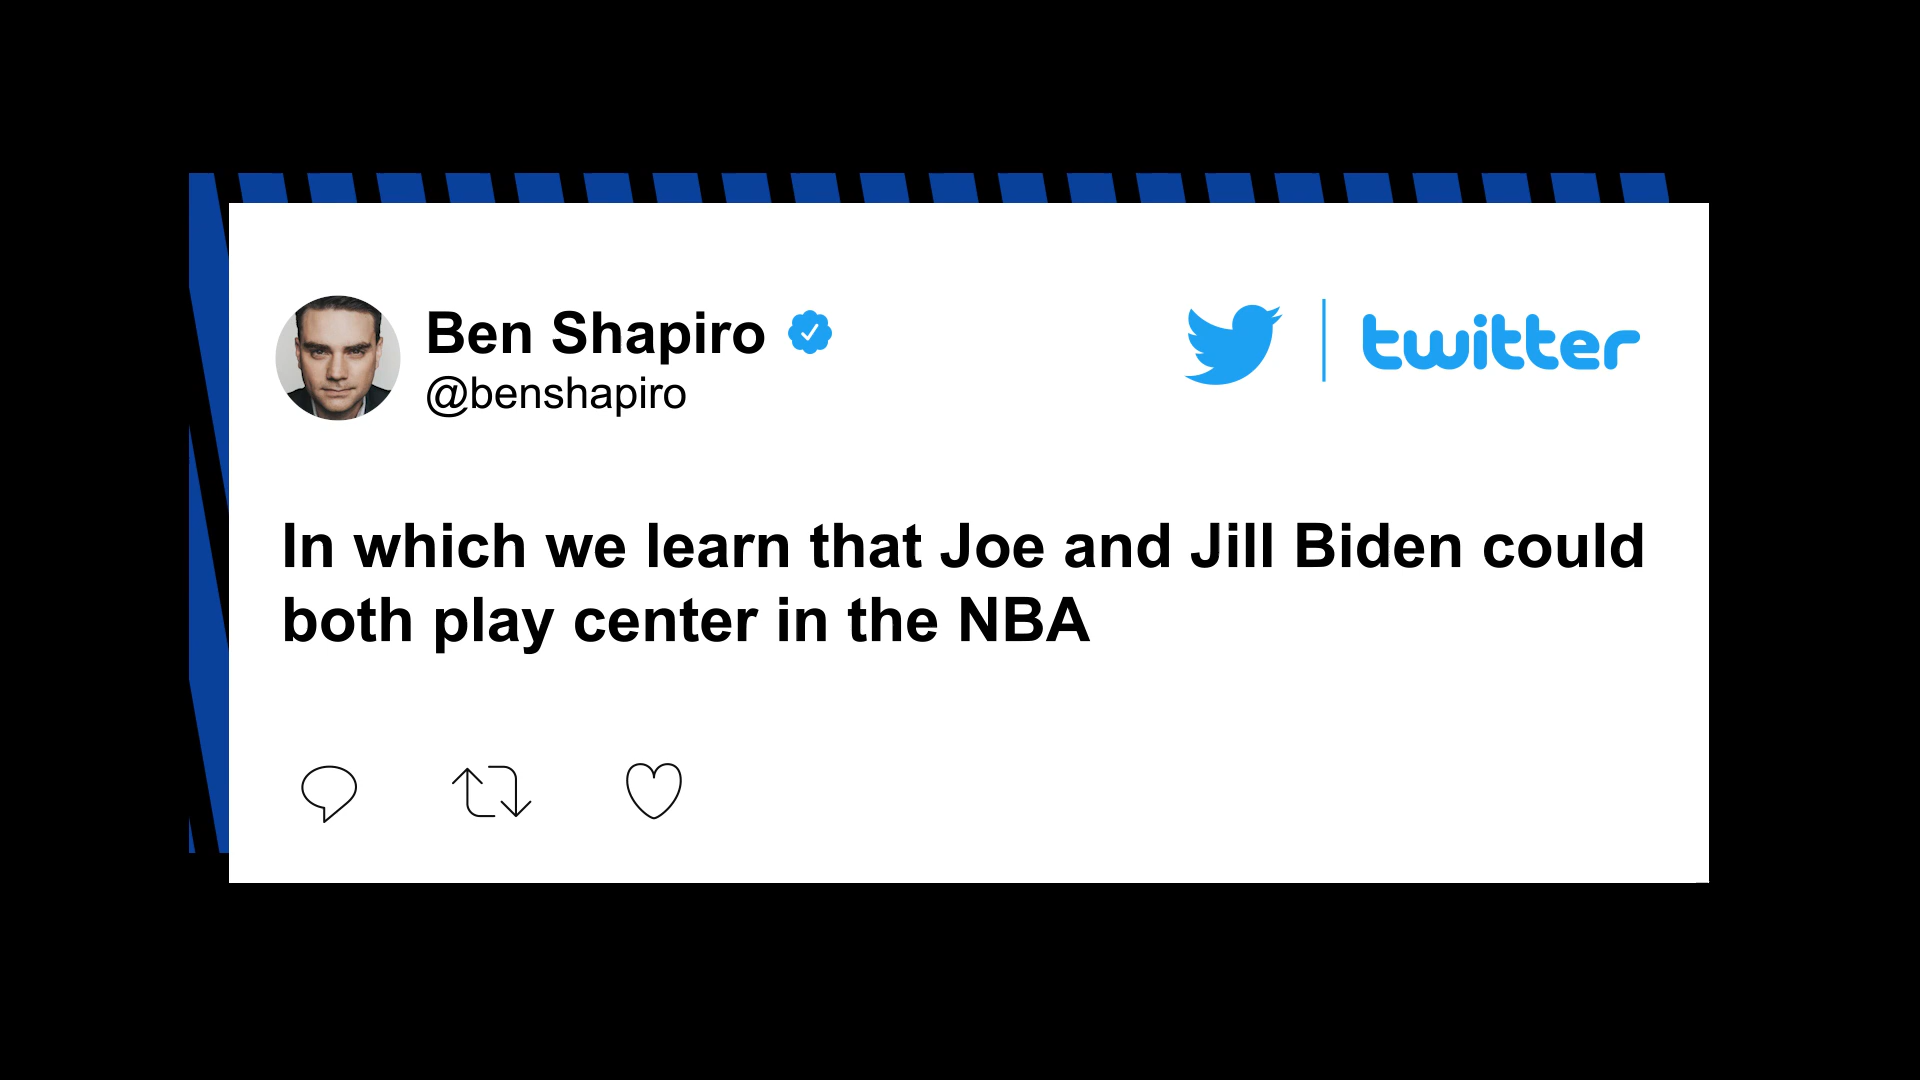 Ben Shapiro
@benshapiro
twitter
In which we learn that Joe and Jill Biden could
both play center in the NBA